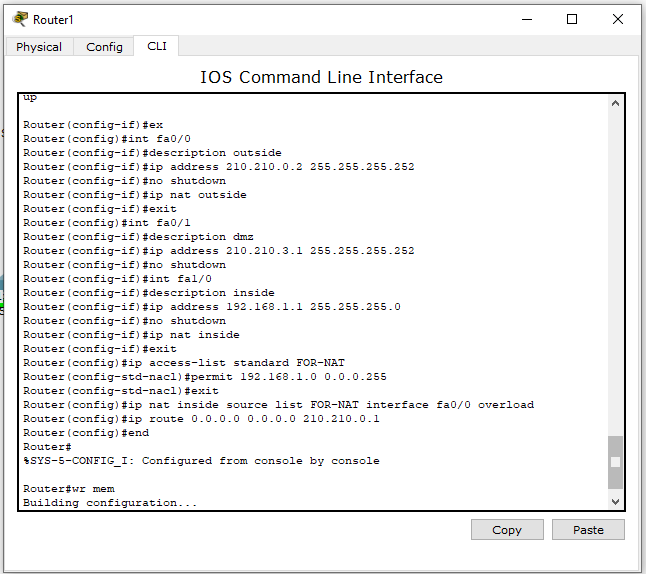 Router1
Physical Config CLI
IOS Command Line Interface
up
Router(config-if)#ex
Router(config)#int fa0/0
Router(config-if)#description outside
Router(config-if)#ip address 210.210.0.2 255.255.255.252
Router(config-if)#no shutdown
Router(config-if)#ip nat outside
Router(config-if)#exit
Router(config)#int fa0/1
Router(config-if)#description dmz
Router(config-if)#ip address 210.210.3.1 255.255.255.252
Router(config-if)#no shutdown
Router(config-if)#int fa1/0
Router(config-if)#description inside
Router(config-if)#ip address 192.168.1.1 255.255.255.0
Router(config-if)#no shutdown
Router(config-if)#ip nat inside
Router(config-if)#exit
Router(config)#ip access-list standard FOR-NAT
Router(config-std-nacl)#permit 192.168.1.0 0.0.0.255
Router(config-std-nacl)#exit
Router(config)#ip nat inside source list FOR-NAT interface fa0/0 overload
Router(config)#ip route 0.0.0.0 0.0.0.0 210.210.0.1
Router(config)#end
Router#
%SYS-5-CONFIG_I: Configured from console by console
Router#wr mem
Building configuration...
Copy Paste